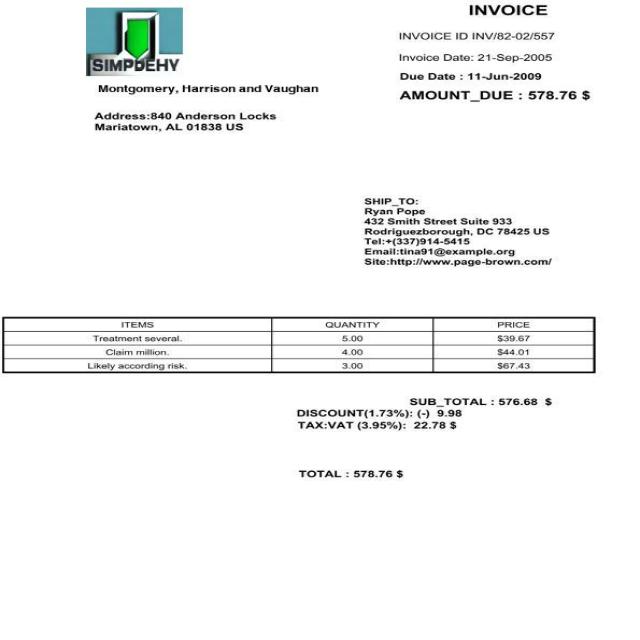 INVOICE
INVOICE ID INV/82-02/557
Invoice Date: 21-Sep-2005
Due Date : 11-Jun-2009
AMOUNT_DUE : 578.76 $
SIMPDEHY
Montgomery, Harrison and Vaughan
Address:840 Anderson Locks
Mariatown, AL 01838 US
SHIP_TO:
Ryan Pope
432 Smith Street Suite 933
Rodriguezborough, DC 78425 US
Tel:+(337)914-5415
Email:tina91@example.org
Site:http://www.page-brown.com/
ITEMS QUANTITY PRICE
Treatment several. 5.00 $39.67
Claim million. 4.00 $44.01
Likely according risk. 3.00 $67.43
SUB_TOTAL : 576.68 $
DISCOUNT(1.73%): (-) 9.98
TAX:VAT (3.95%): 22.78 $
TOTAL : 578.76 $